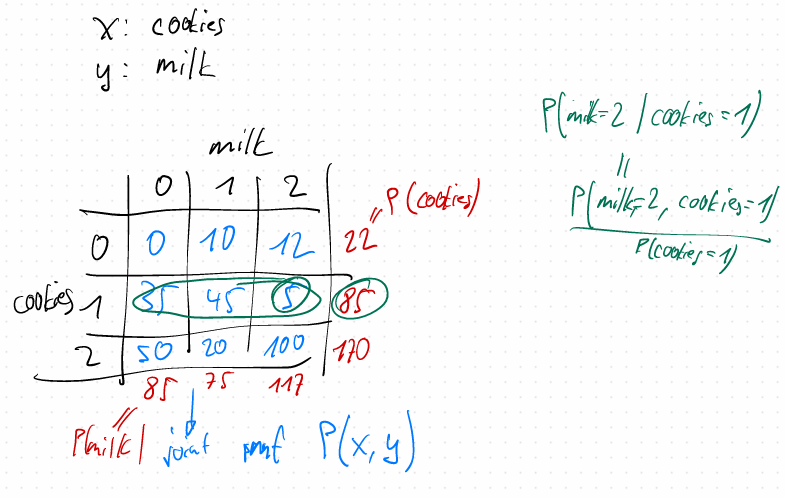 x: cookies
y: milk
P(milk=2 | cookies=1)
=
P(milk=2, cookies=1)
P(cookies=1)
milk
0 1 2
P(cookies)
=
0 0 10 12 22
cookies 1 35 45 5 85
2 50 20 100 170
85 75 117
=
P(milk) joint pmf P(x,y)